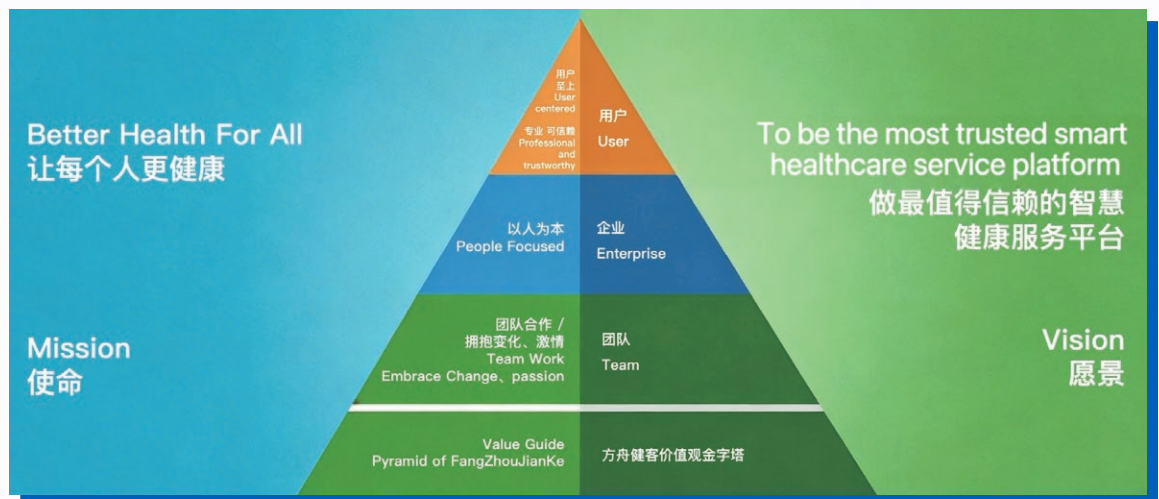 Better Health For All
让每个人更健康
Mission
使命
用户
至上
User
centered
专业 可信赖
Professional
and
trustworthy
用户
User
以人为本
People Focused
企业
Enterprise
团队合作 /
拥抱变化、激情
Team Work
Embrace Change、passion
团队
Team
Value Guide
Pyramid of FangZhouJianKe
方舟健客价值观金字塔
To be the most trusted smart
healthcare service platform
做最值得信赖的智慧
健康服务平台
Vision
愿景